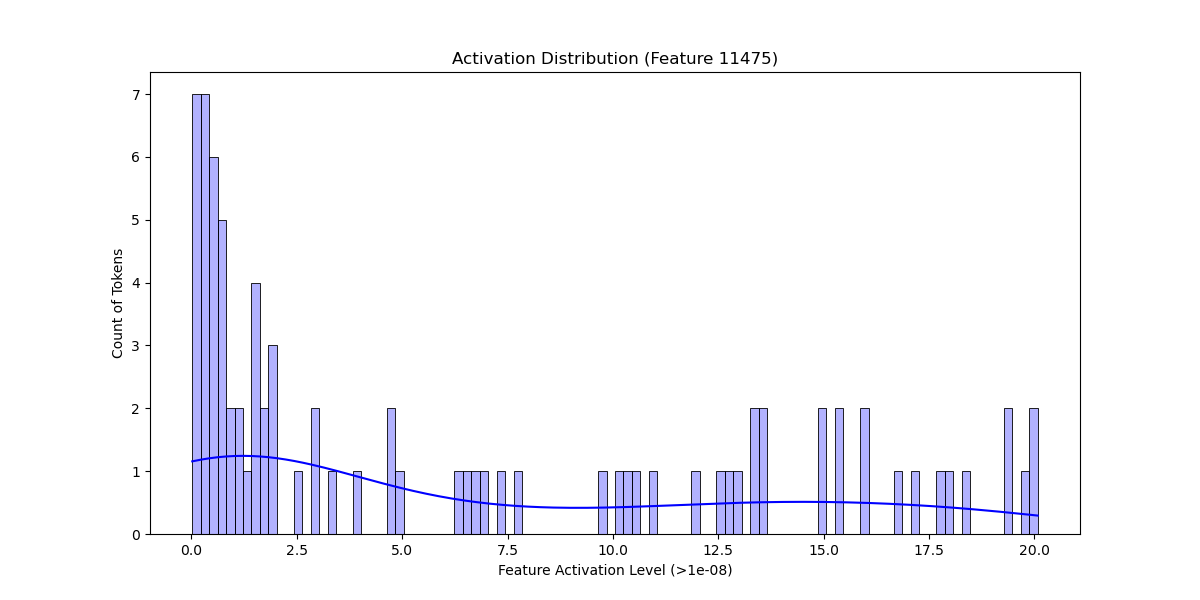 Activation Distribution (Feature 11475)
Count of Tokens
7
6
5
4
3
2
1
0
0.0 2.5 5.0 7.5 10.0 12.5 15.0 17.5 20.0
Feature Activation Level (>1e-08)